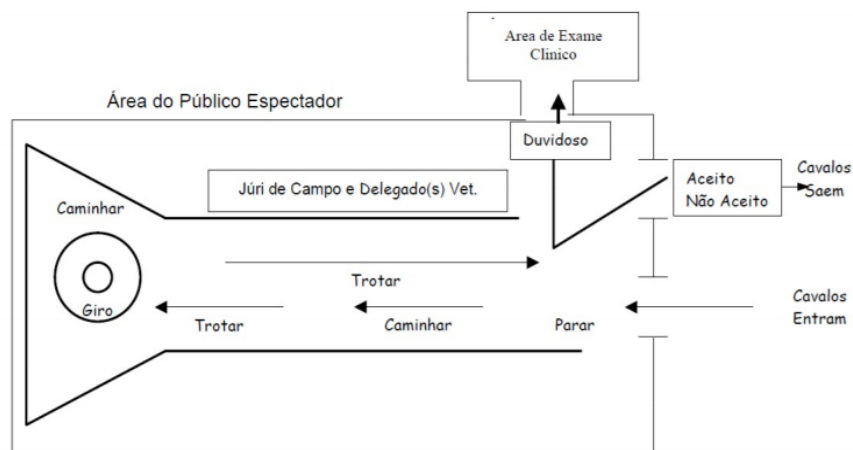 Area de Exame
Clinico
Área do Público Espectador
Duvidoso
Júri de Campo e Delegado(s) Vet.
Aceito
Não Aceito
Cavalos
Saem
Caminhar
Giro
Trotar
Trotar
Caminhar
Parar
Cavalos
Entram